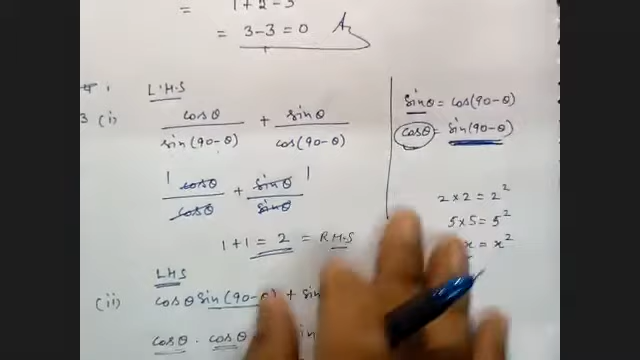 = 1+2-3
= 3-3 = 0
L'H.S
3 (i) cosθ / sin(90-θ) + sinθ / cos(90-θ)
1 cosθ / cosθ + sinθ / sinθ 1
1+1 = 2 = R.H.S
LHS
(ii) cosθ sin(90-θ) + sin
cosθ . cosθ
sinθ = cos(90-θ)
cosθ = sin(90-θ)
2×2 = 2²
5×5 = 5²
x = x²